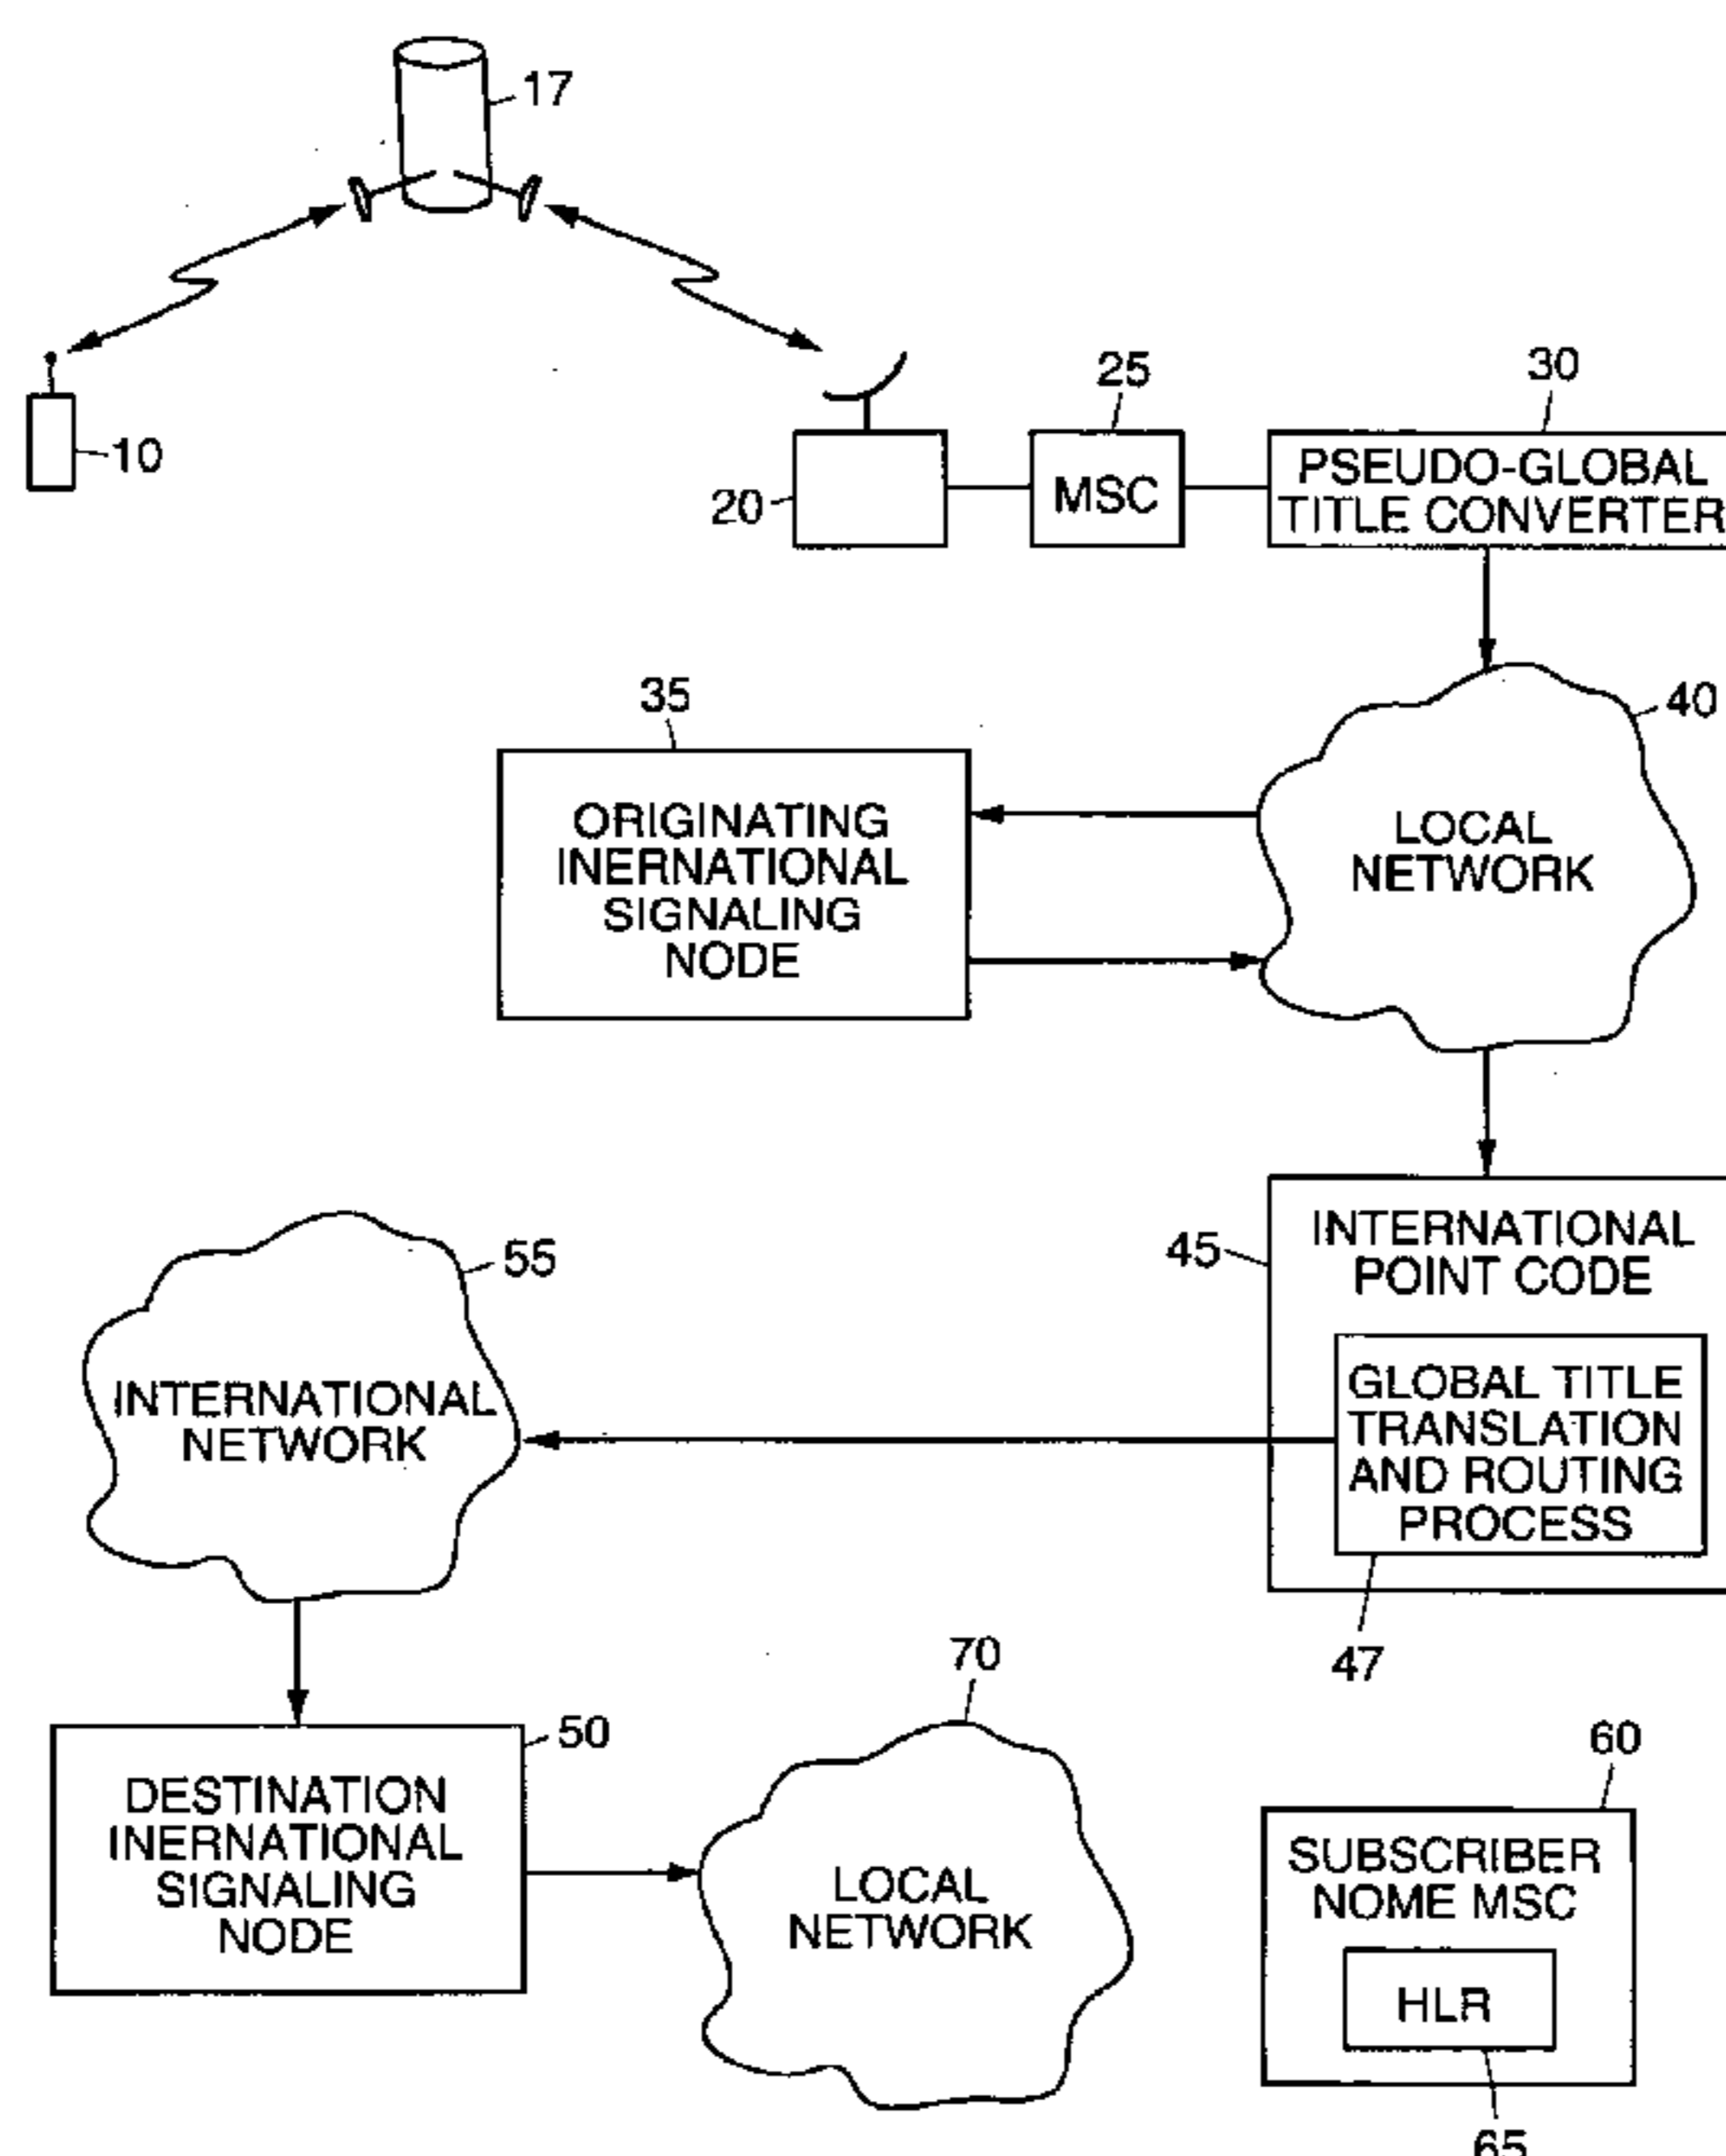 17
10
20
25
MSC
30
PSEUDO-GLOBAL
TITLE CONVERTER
35
ORIGINATING
INERNATIONAL
SIGNALING
NODE
40
LOCAL
NETWORK
45
INTERNATIONAL
POINT CODE
GLOBAL TITLE
TRANSLATION
AND ROUTING
PROCESS
47
55
INTERNATIONAL
NETWORK
50
DESTINATION
INERNATIONAL
SIGNALING
NODE
70
LOCAL
NETWORK
60
SUBSCRIBER
NOME MSC
HLR
65